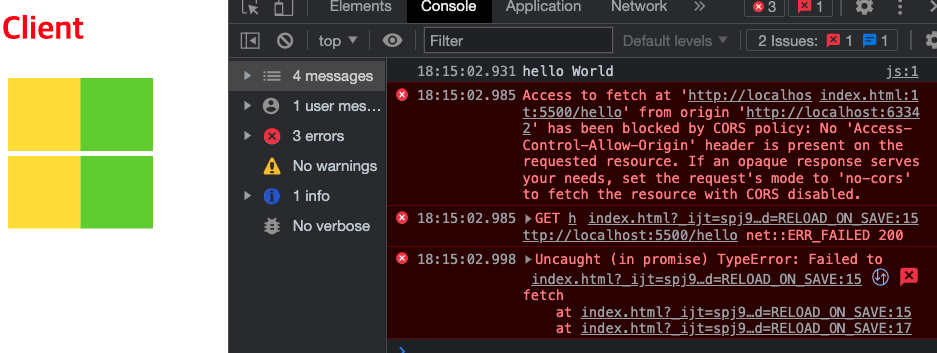 Client
Elements Console Application Network » 3 1
top Filter Default levels 2 Issues: 1 1
4 messages
1 user mes...
3 errors
No warnings
1 info
No verbose
18:15:02.931 hello World js:1
18:15:02.985 Access to fetch at 'http://localhos index.html:1
t:5500/hello' from origin 'http://localhost:6334
2' has been blocked by CORS policy: No 'Access-
Control-Allow-Origin' header is present on the
requested resource. If an opaque response serves
your needs, set the request's mode to 'no-cors'
to fetch the resource with CORS disabled.
18:15:02.985 GET h index.html?_ijt=spj9…d=RELOAD_ON_SAVE:15
ttp://localhost:5500/hello net::ERR_FAILED 200
18:15:02.998 Uncaught (in promise) TypeError: Failed to
index.html?_ijt=spj9…d=RELOAD_ON_SAVE:15
fetch
at index.html?_ijt=spj9…d=RELOAD_ON_SAVE:15
at index.html?_ijt=spj9…d=RELOAD_ON_SAVE:17